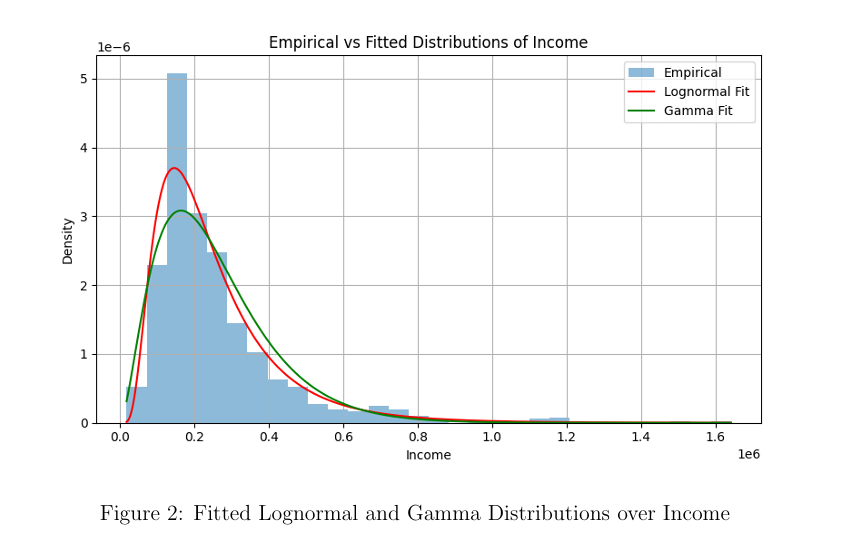 Empirical vs Fitted Distributions of Income
1e−6
Empirical
Lognormal Fit
Gamma Fit
5
4
3
2
1
0
Density
0.0 0.2 0.4 0.6 0.8 1.0 1.2 1.4 1.6
1e6
Income
Figure 2: Fitted Lognormal and Gamma Distributions over Income